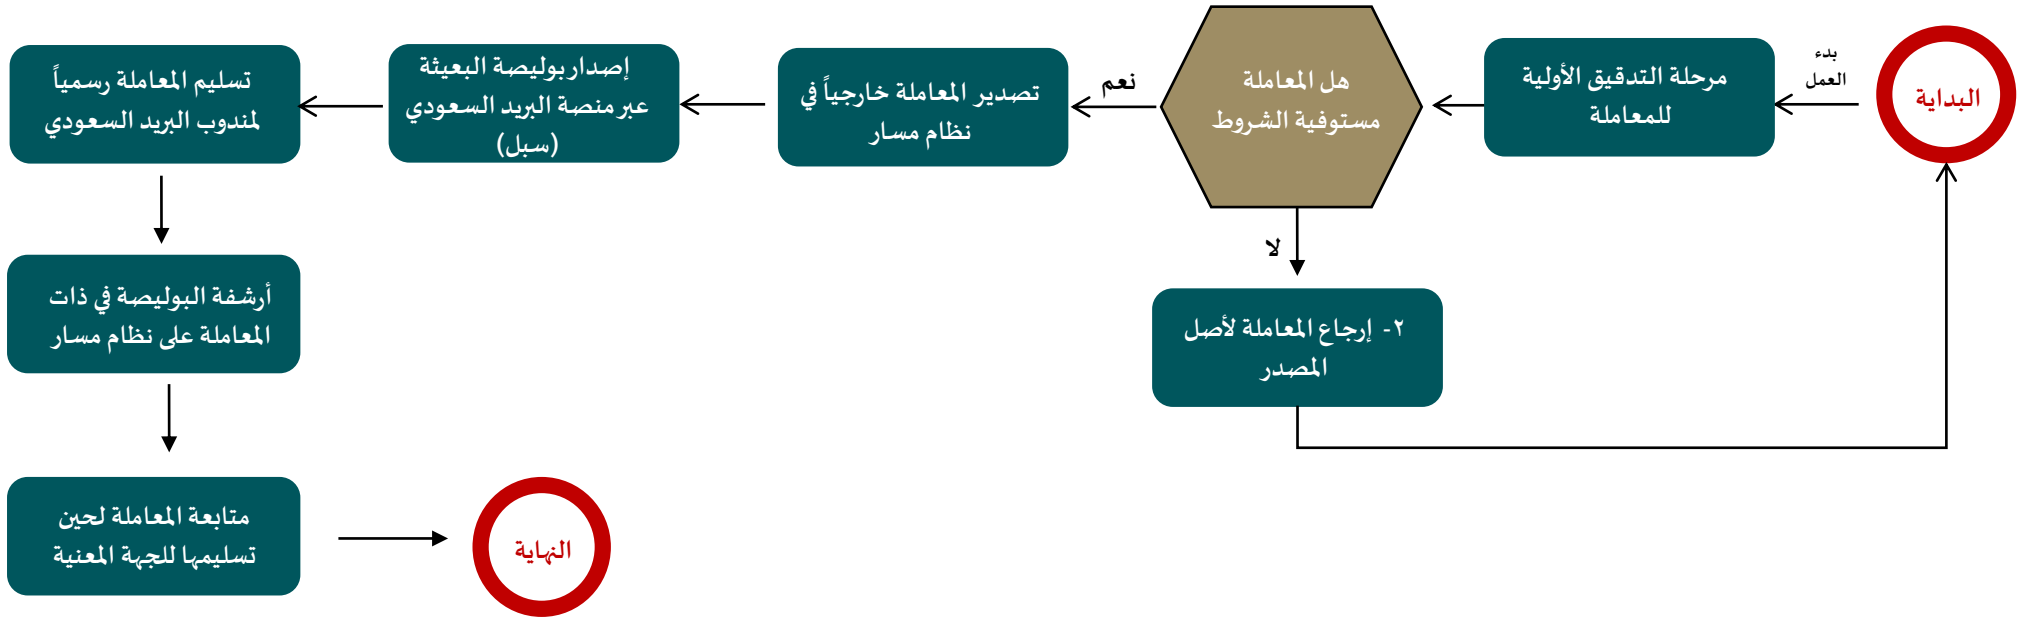 البداية
بدء
العمل
مرحلة التدقيق الأولية
للمعاملة
هل المعاملة
مستوفية الشروط
نعم
تصدير المعاملة خارجياً في
نظام مسار
إصدار بوليصة البعيثة
عبر منصة البريد السعودي
(سبل)
تسليم المعاملة رسمياً
لمندوب البريد السعودي
لا
٢- إرجاع المعاملة لأصل
المصدر
أرشفة البوليصة في ذات
المعاملة على نظام مسار
متابعة المعاملة لحين
تسليمها للجهة المعنية
النهاية